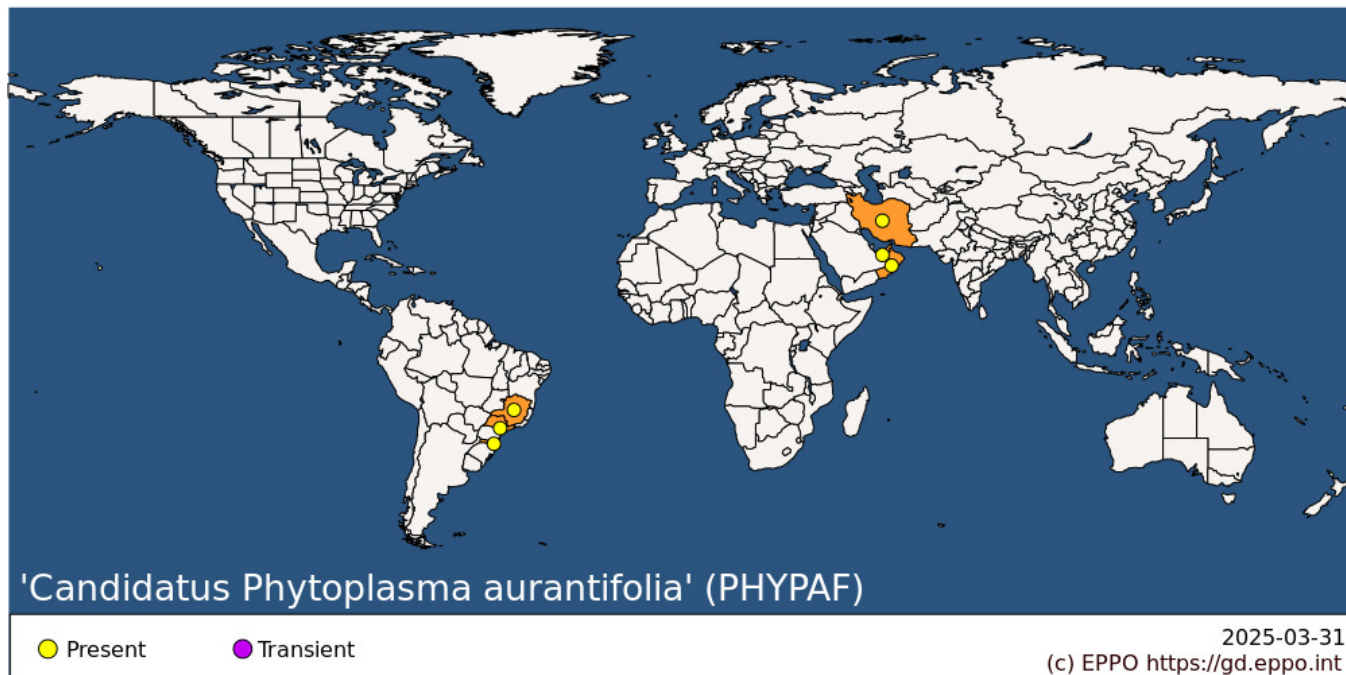 'Candidatus Phytoplasma aurantifolia' (PHYPAF)
Present
Transient
2025-03-31
(c) EPPO https://gd.eppo.int